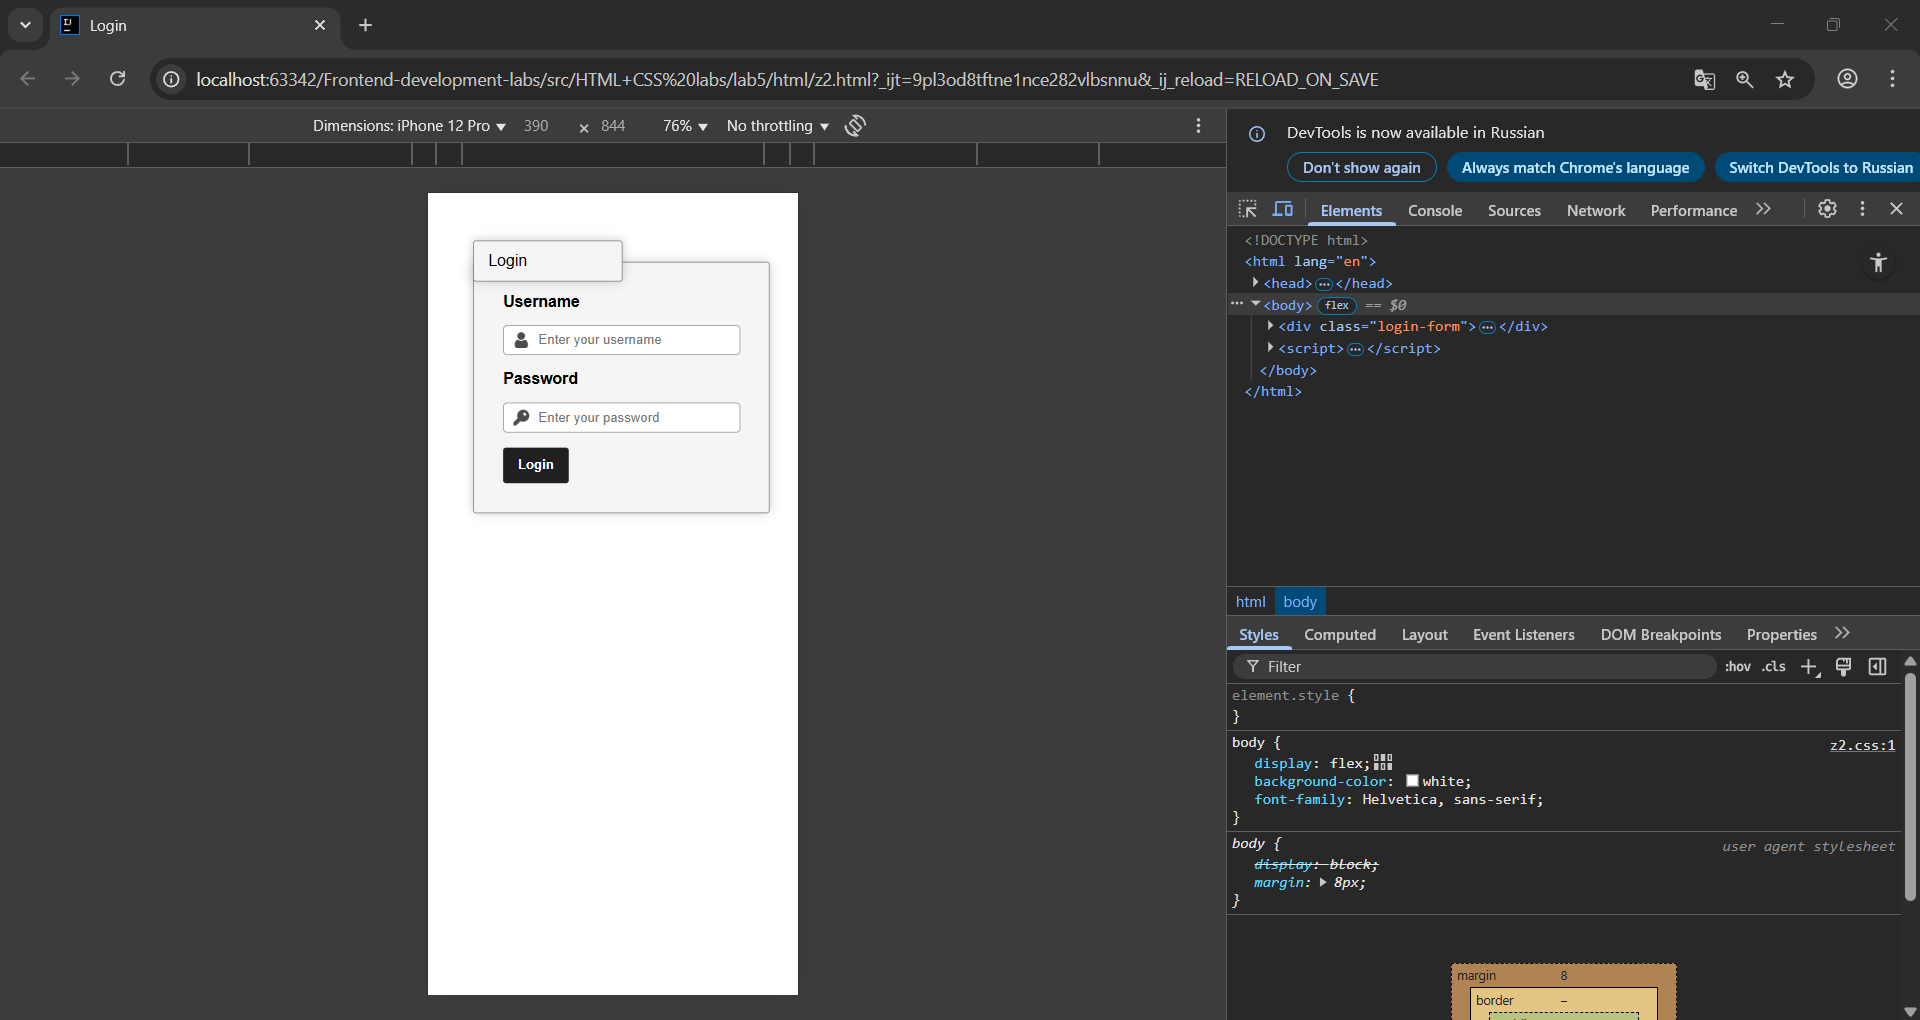 Login
localhost:63342/Frontend-development-labs/src/HTML+CSS%20labs/lab5/html/z2.html?_ijt=9pl3od8tftne1nce282vlbsnnu&_ij_reload=RELOAD_ON_SAVE
Dimensions: iPhone 12 Pro 390 × 844 76% No throttling
Login
Username
Enter your username
Password
Enter your password
Login
DevTools is now available in Russian
Don't show again Always match Chrome's language Switch DevTools to Russian
Elements Console Sources Network Performance
<!DOCTYPE html>
<html lang="en">
<head> … </head>
… <body> flex == $0
<div class="login-form"> … </div>
<script> … </script>
</body>
</html>
html body
Styles Computed Layout Event Listeners DOM Breakpoints Properties
Filter :hov .cls
element.style {
}
body { z2.css:1
display: flex;
background-color: white;
font-family: Helvetica, sans-serif;
}
body { user agent stylesheet
display: block;
margin: 8px;
}
margin 8
border –